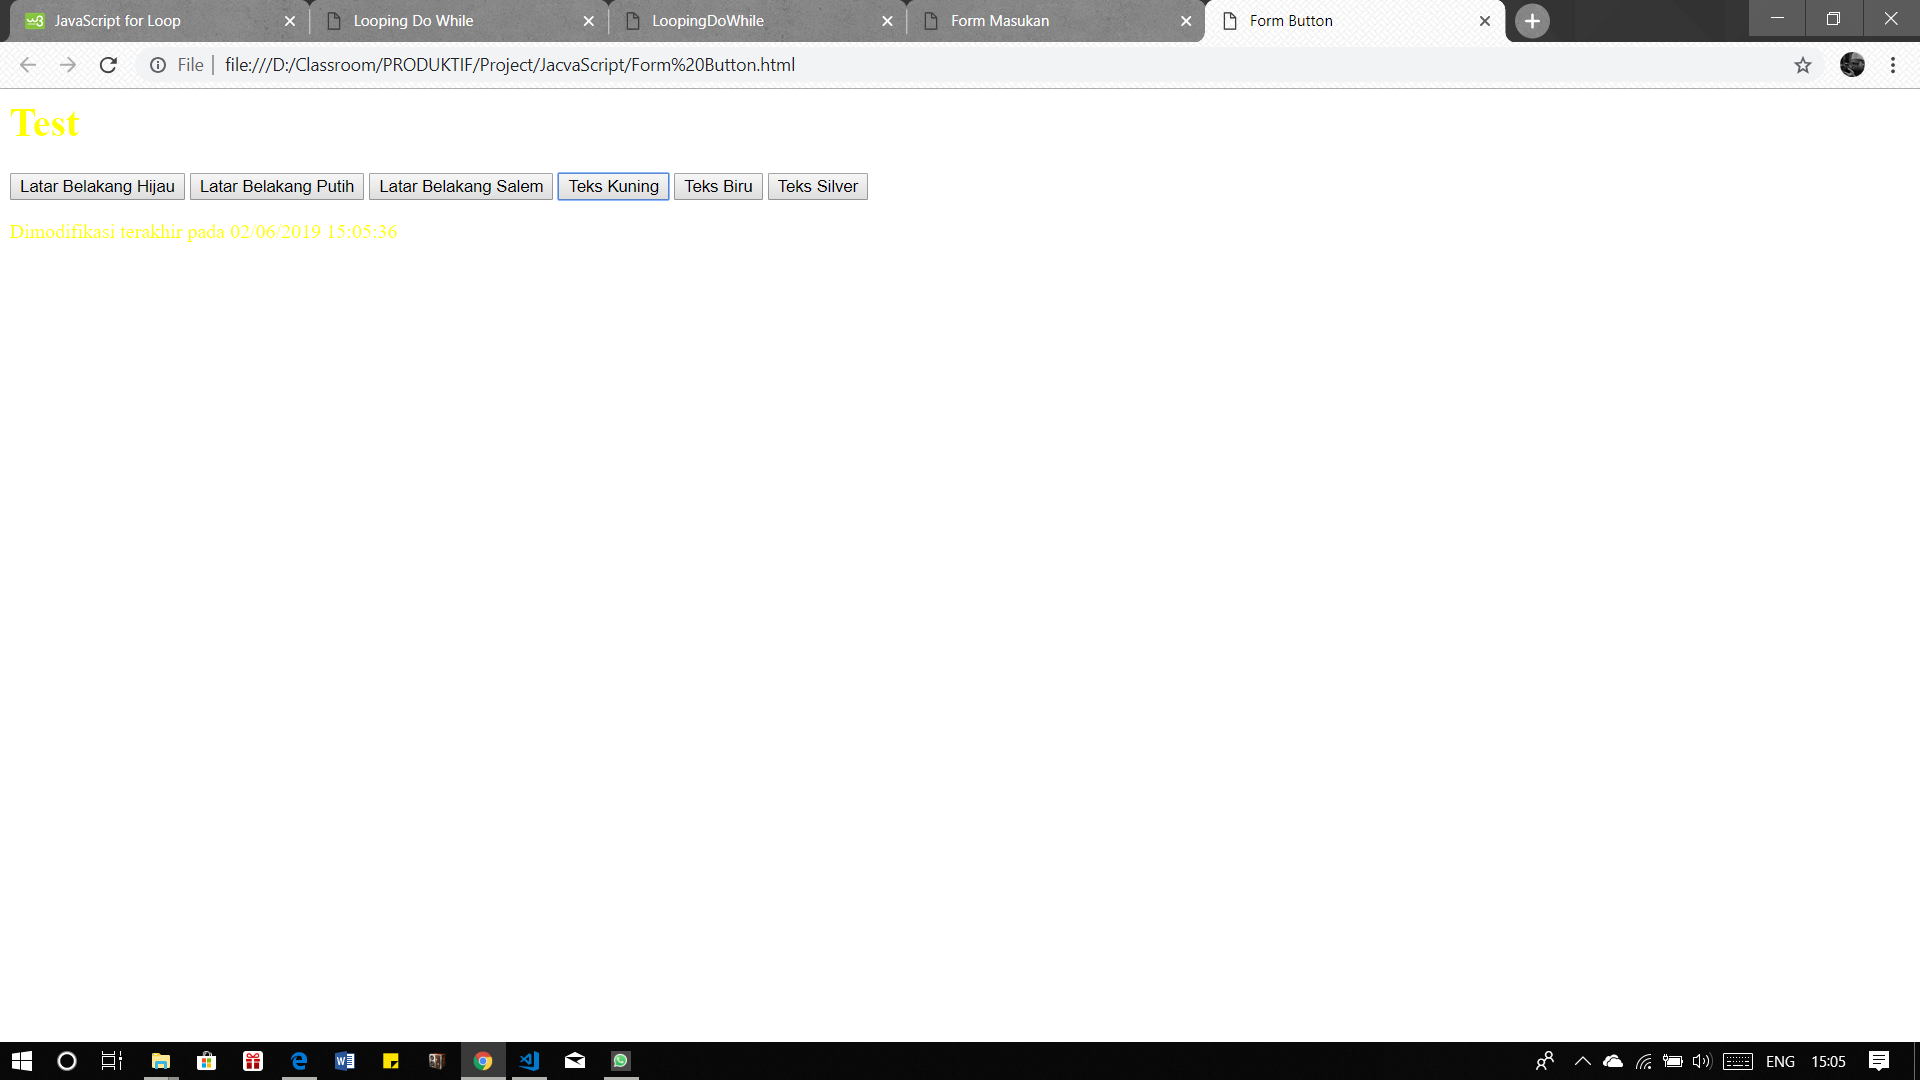 JavaScript for Loop
Looping Do While
LoopingDoWhile
Form Masukan
Form Button
File | file:///D:/Classroom/PRODUKTIF/Project/JacvaScript/Form%20Button.html
Test
Latar Belakang Hijau Latar Belakang Putih Latar Belakang Salem Teks Kuning Teks Biru Teks Silver
Dimodifikasi terakhir pada 02/06/2019 15:05:36
ENG 15:05